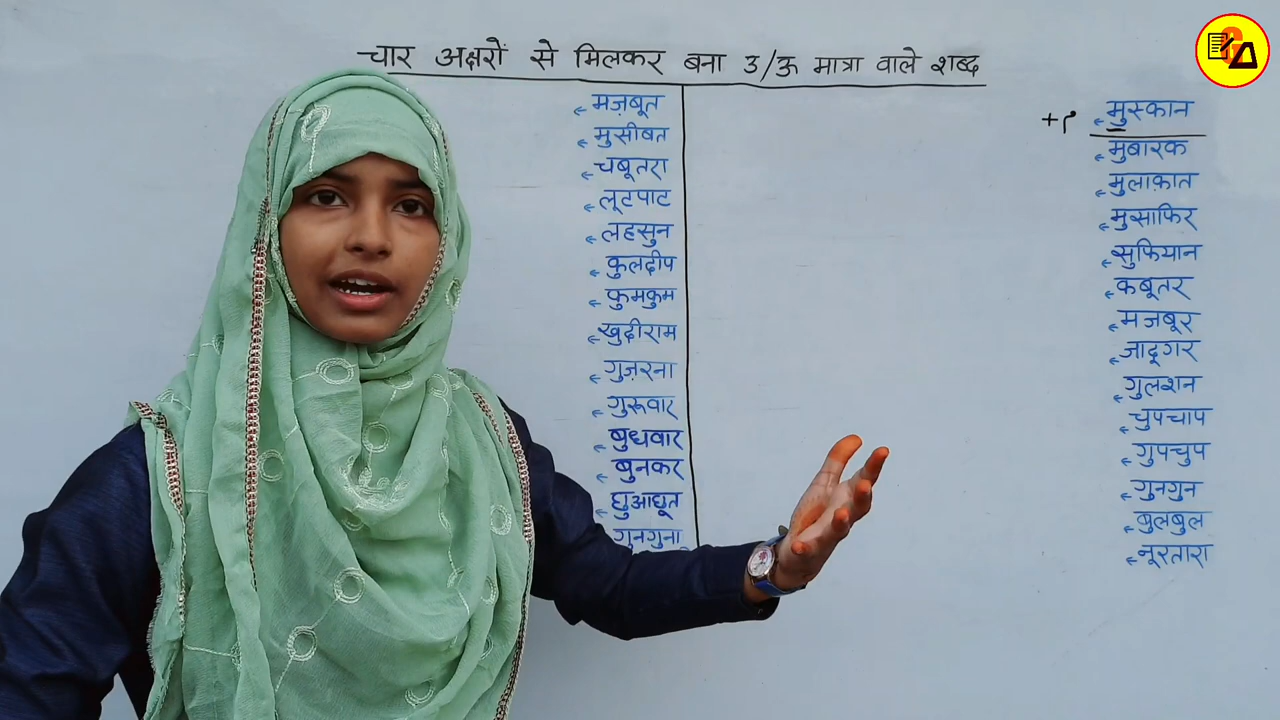 चार अक्षरों से मिलकर बना उ/ऊ मात्रा वाले शब्द
मज़बूत
मुसीबत
चबूतरा
लूटपाट
लहसुन
कुलदीप
कुमकुम
खुदीराम
गुज़रना
गुरूवार
बुधवार
बुनकर
छुआछूत
गुनगुना
मुस्कान
मुबारक
मुलाकात
मुसाफिर
सुफियान
कबूतर
मजबूर
जादूगर
गुलशन
चुपचाप
गुपचुप
गुनगुन
बुलबुल
नूरतारा